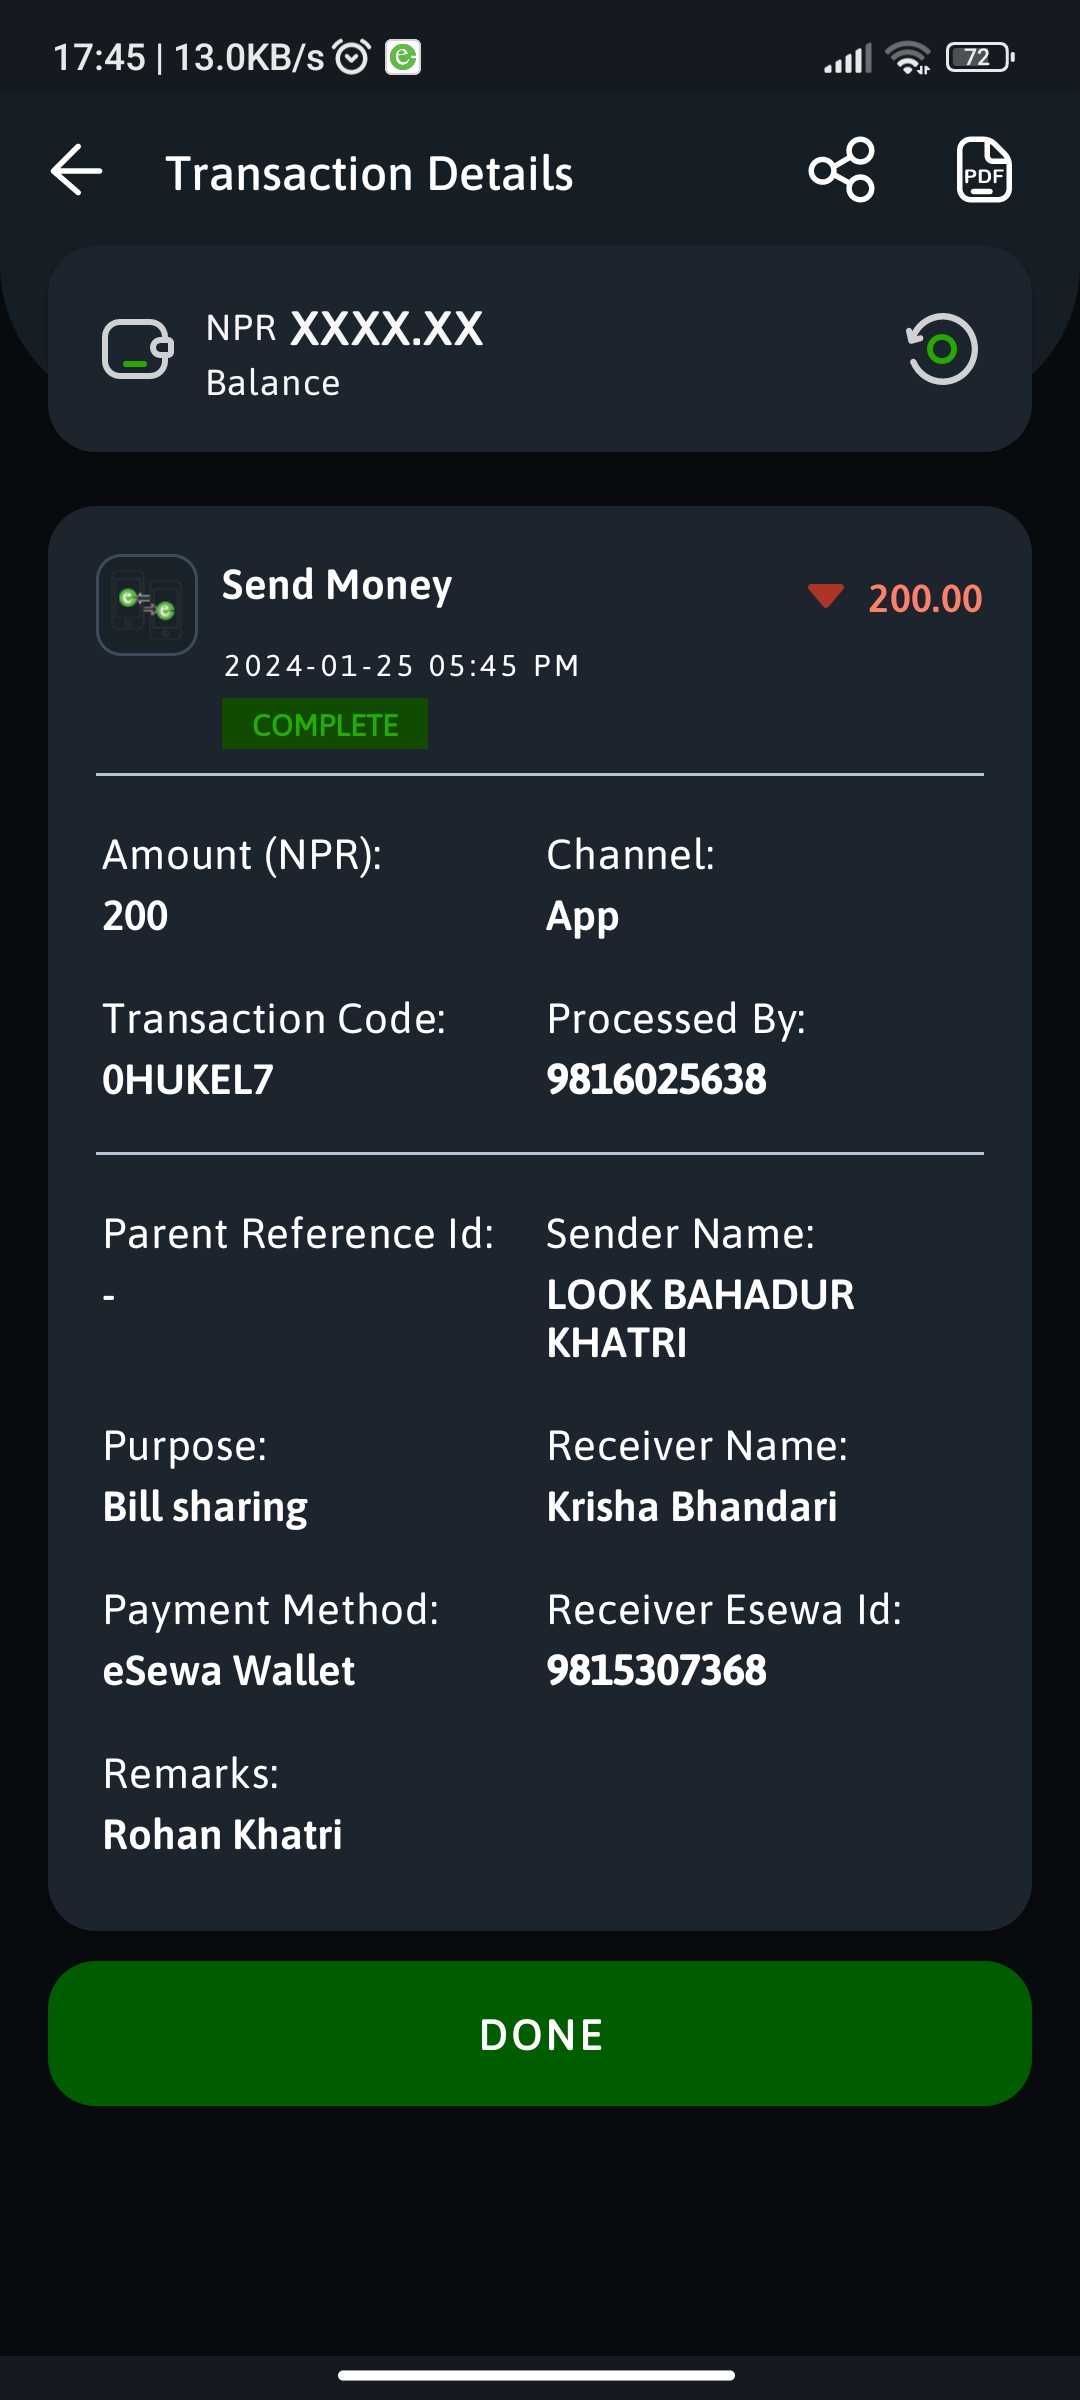 17:45 | 13.0KB/s
72
Transaction Details
PDF
NPR XXXX.XX
Balance
Send Money
200.00
2024-01-25 05:45 PM
COMPLETE
Amount (NPR):
Channel:
200
App
Transaction Code:
Processed By:
0HUKEL7
9816025638
Parent Reference Id:
Sender Name:
-
LOOK BAHADUR
KHATRI
Purpose:
Receiver Name:
Bill sharing
Krisha Bhandari
Payment Method:
Receiver Esewa Id:
eSewa Wallet
9815307368
Remarks:
Rohan Khatri
DONE